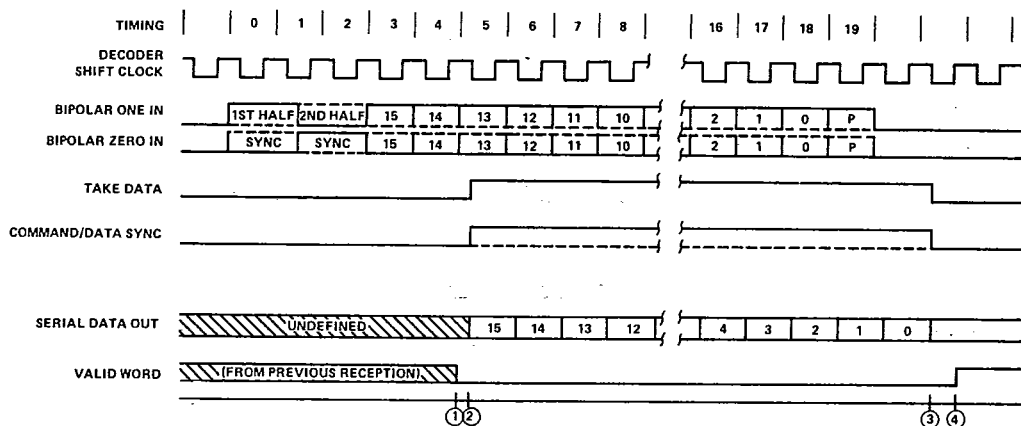 TIMING 0 1 2 3 4 5 6 7 8 16 17 18 19
DECODER
SHIFT CLOCK
BIPOLAR ONE IN 1ST HALF 2ND HALF 15 14 13 12 11 10 2 1 0 P
BIPOLAR ZERO IN SYNC SYNC 15 14 13 12 11 10 2 1 0 P
TAKE DATA
COMMAND/DATA SYNC
SERIAL DATA OUT UNDEFINED 15 14 13 12 4 3 2 1 0
VALID WORD (FROM PREVIOUS RECEPTION)
1 2 3 4